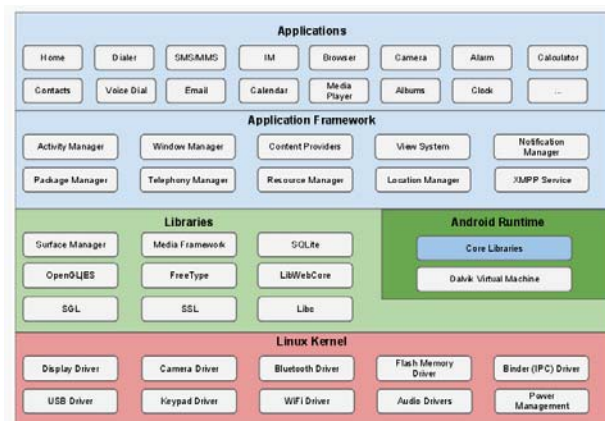 Applications
Home Dialer SMS/MMS IM Browser Camera Alarm Calculator
Contacts Voice Dial Email Calendar Media Player Albums Clock ...
Application Framework
Activity Manager Window Manager Content Providers View System Notification Manager
Package Manager Telephony Manager Resource Manager Location Manager XMPP Service
Libraries
Surface Manager Media Framework SQLite
OpenGL|ES FreeType LibWebCore
SGL SSL Libc
Android Runtime
Core Libraries
Dalvik Virtual Machine
Linux Kernel
Display Driver Camera Driver Bluetooth Driver Flash Memory Driver Binder (IPC) Driver
USB Driver Keypad Driver WiFi Driver Audio Drivers Power Management